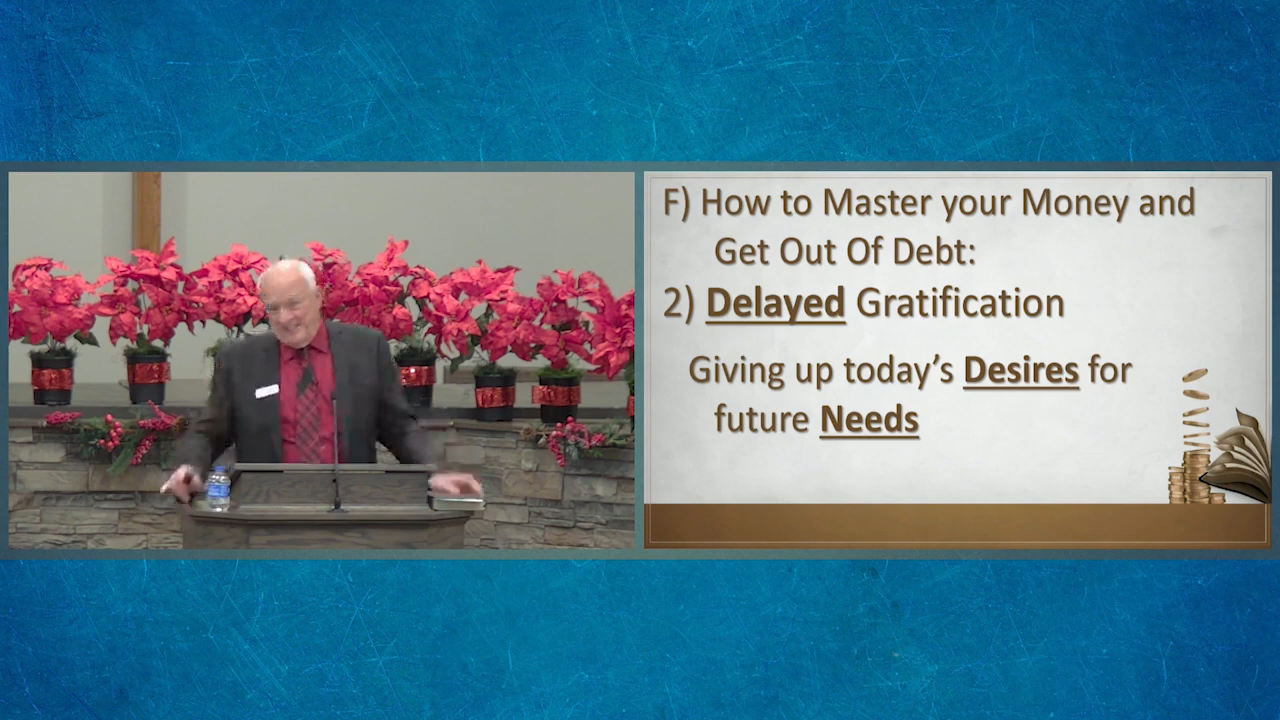 F) How to Master your Money and
Get Out Of Debt:
2) Delayed Gratification
Giving up today’s Desires for
future Needs